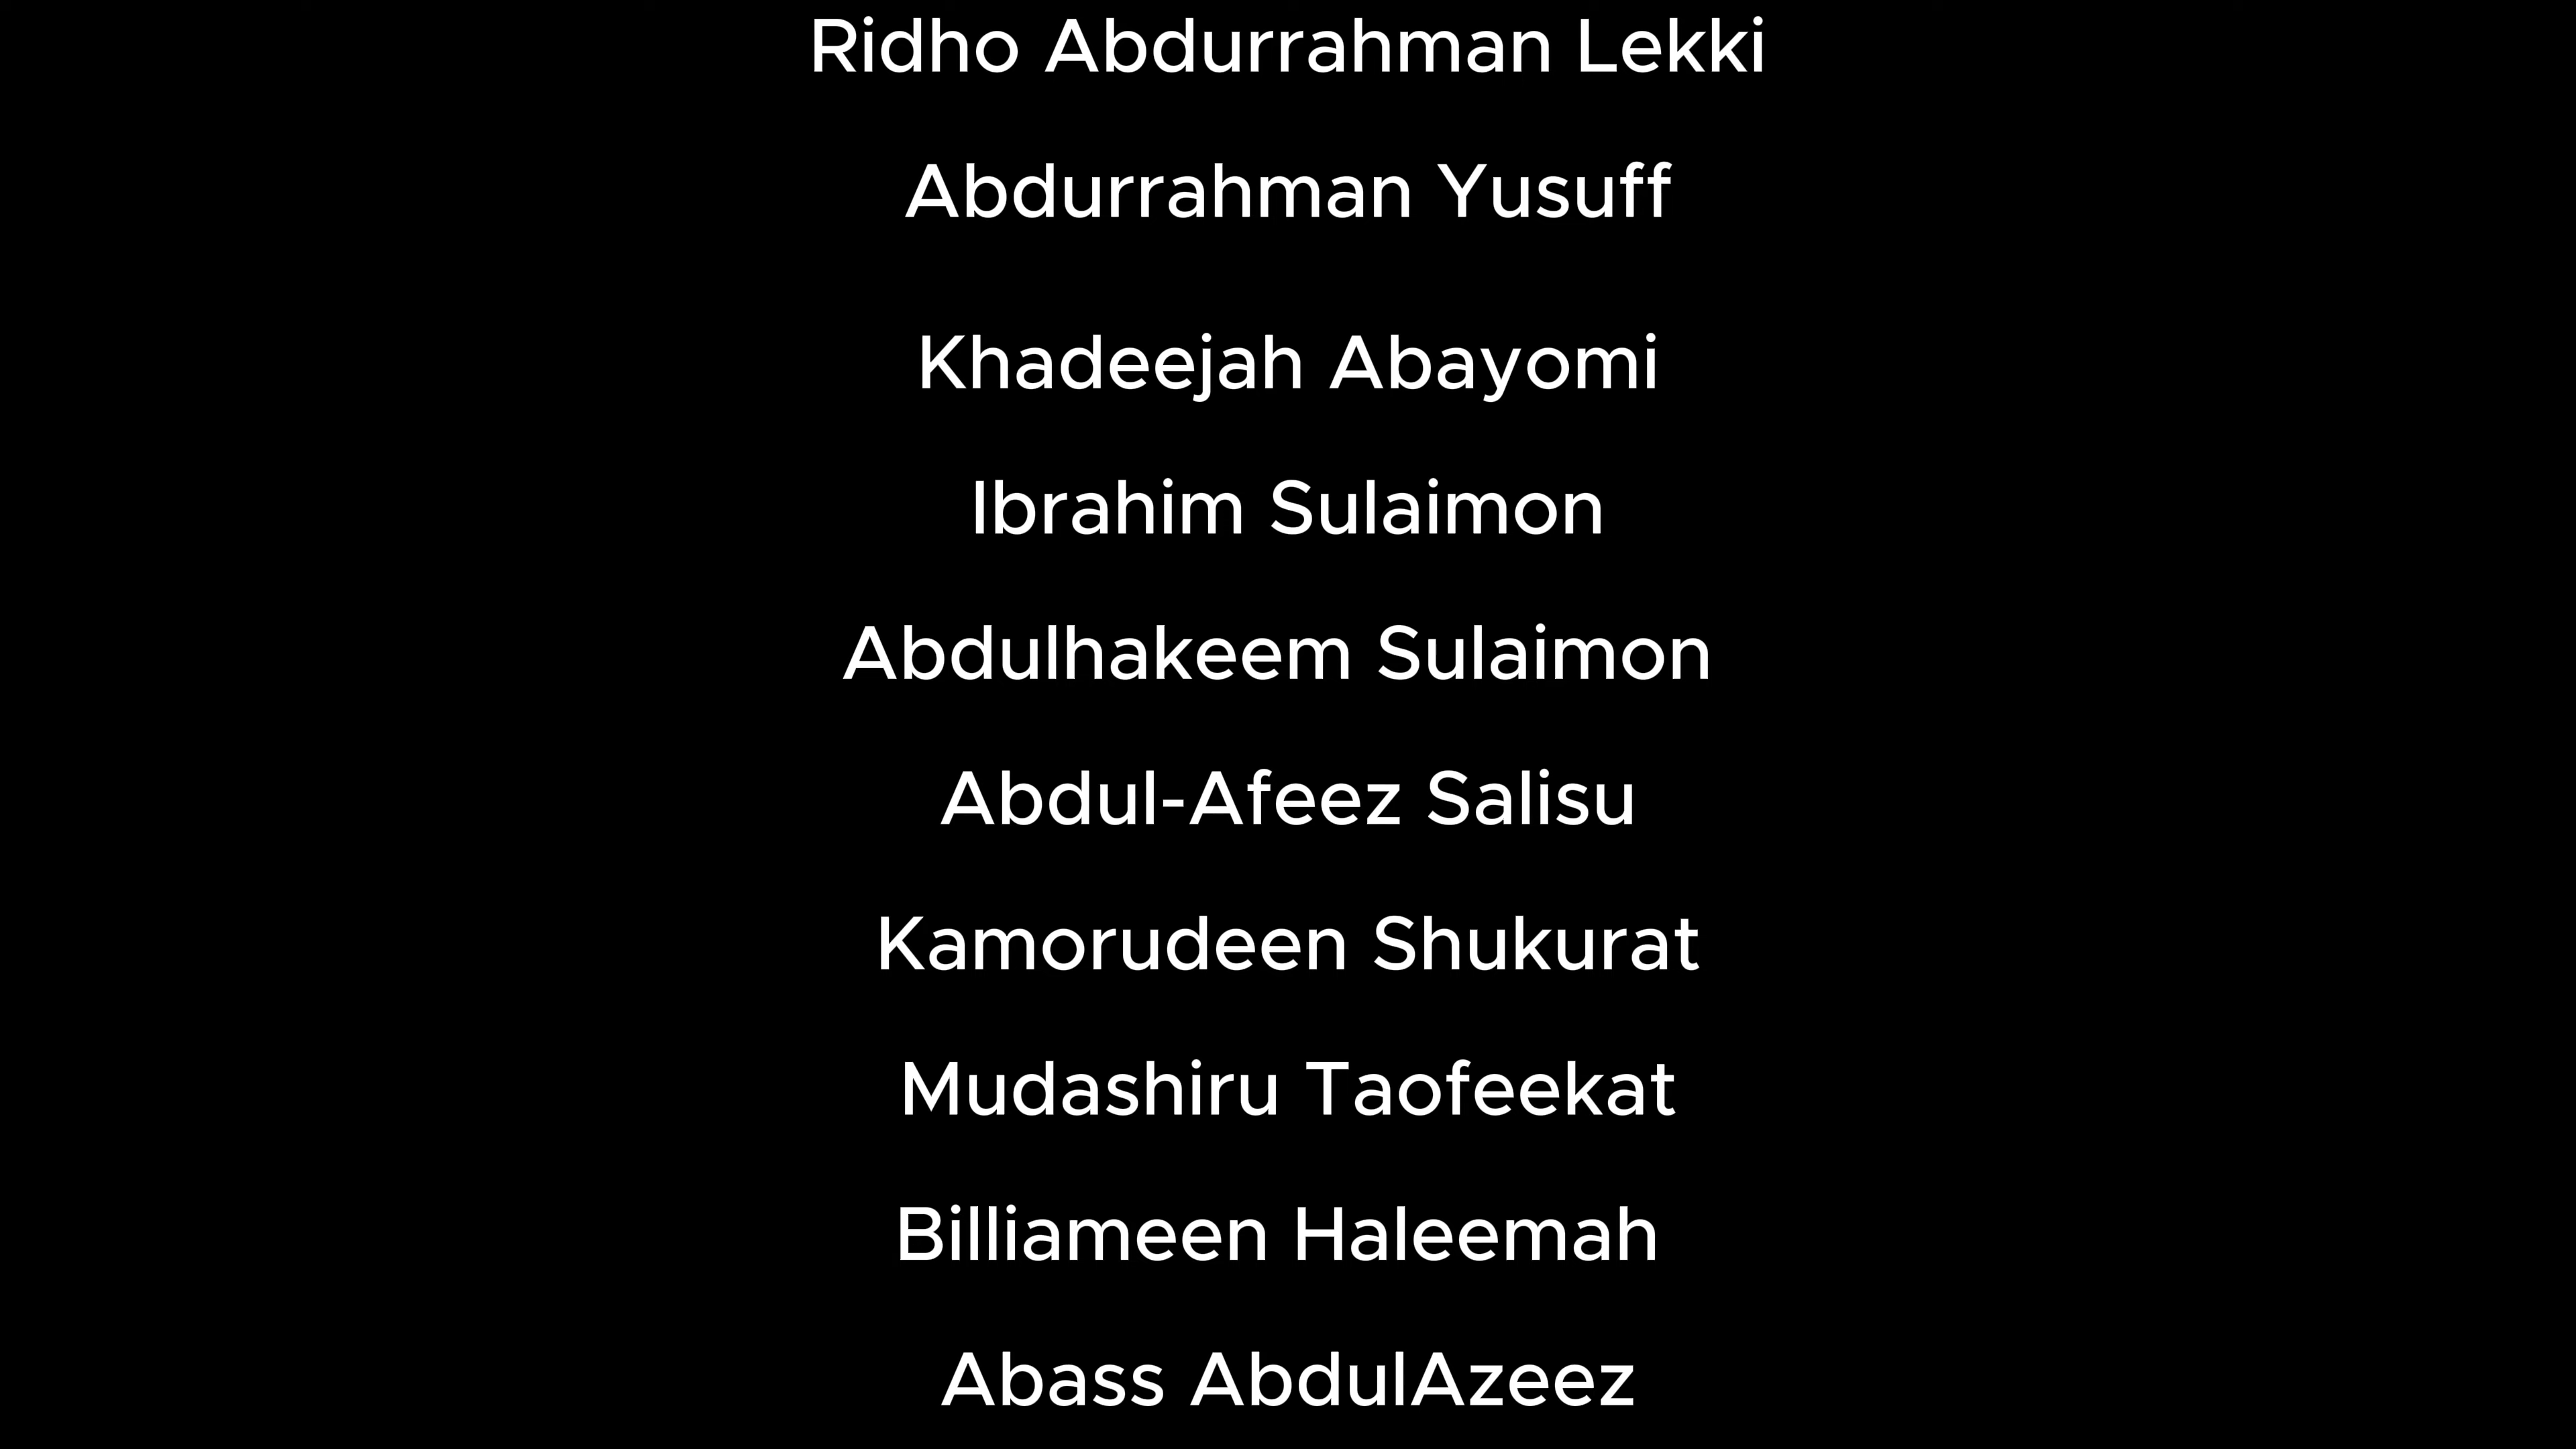 Ridho Abdurrahman Lekki
Abdurrahman Yusuff
Khadeejah Abayomi
Ibrahim Sulaimon
Abdulhakeem Sulaimon
Abdul-Afeez Salisu
Kamorudeen Shukurat
Mudashiru Taofeekat
Billiameen Haleemah
Abass AbdulAzeez